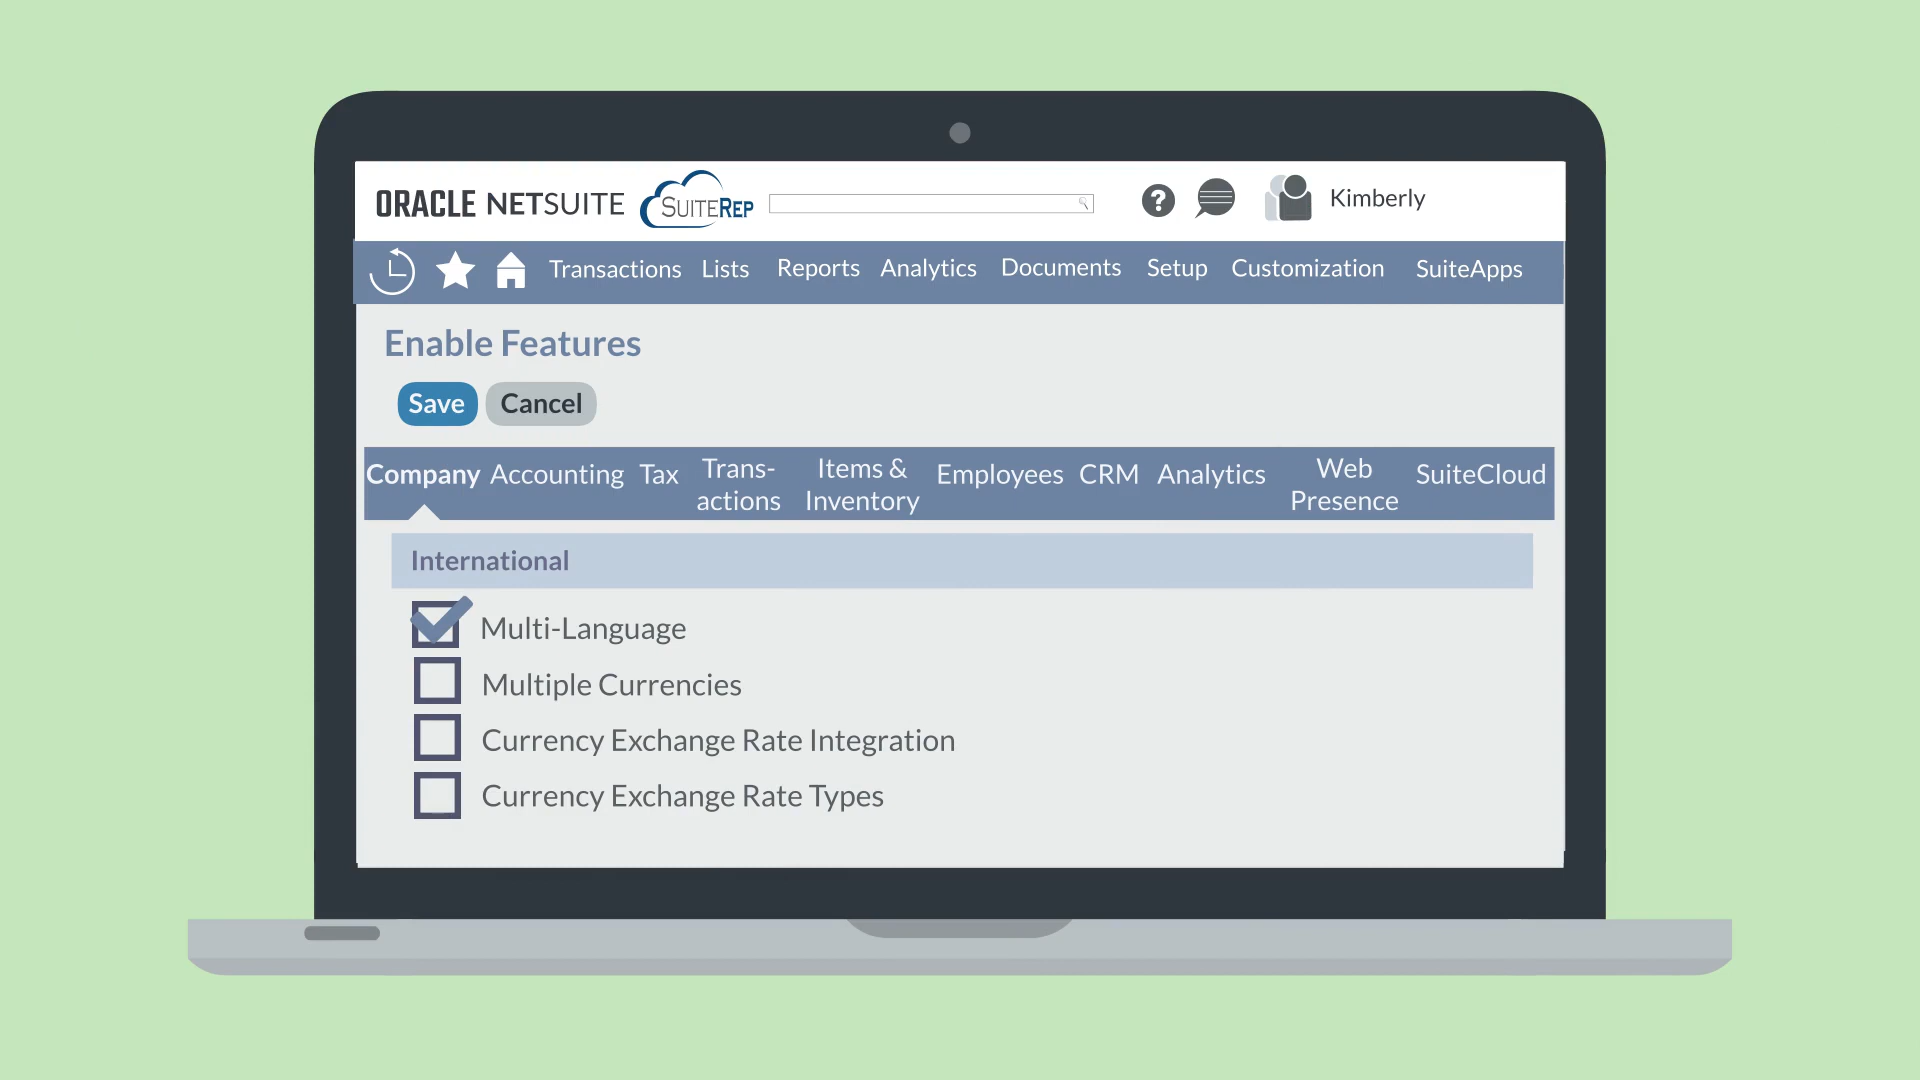 ORACLE NETSUITE SUITEREP Kimberly
Transactions Lists Reports Analytics Documents Setup Customization SuiteApps
Enable Features
Save Cancel
Company Accounting Tax Trans-
actions Items &
Inventory Employees CRM Analytics Web
Presence SuiteCloud
International
Multi-Language
Multiple Currencies
Currency Exchange Rate Integration
Currency Exchange Rate Types